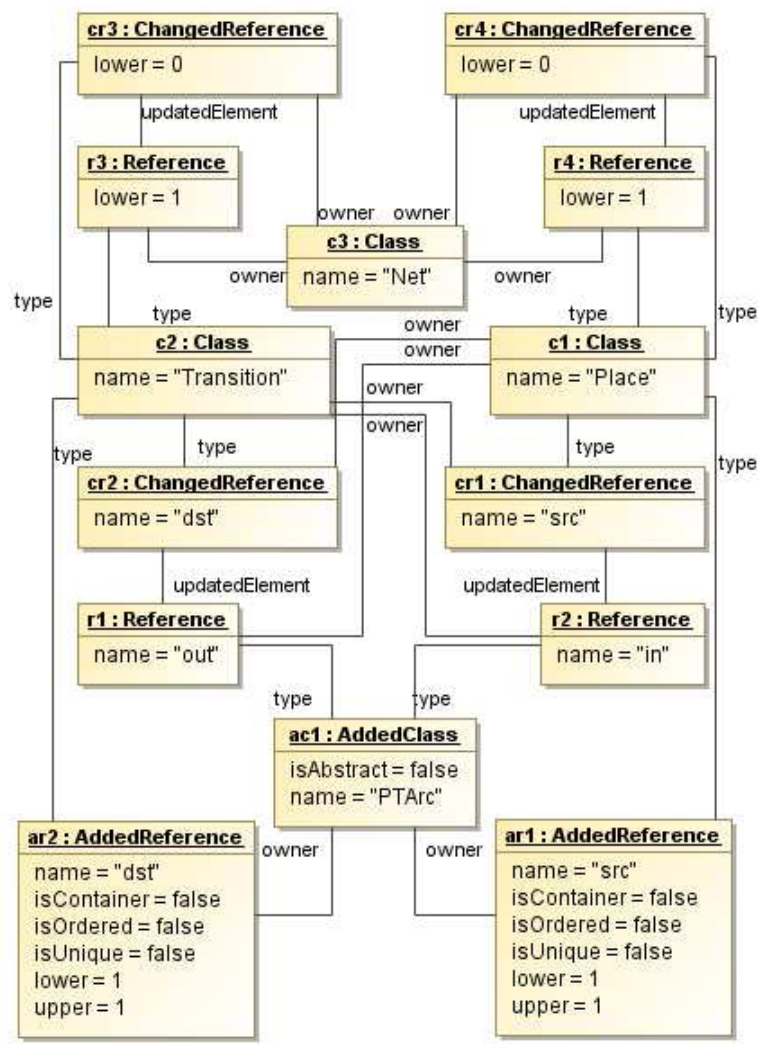 cr3 : ChangedReference
lower = 0
cr4 : ChangedReference
lower = 0
updatedElement
updatedElement
r3 : Reference
lower = 1
r4 : Reference
lower = 1
owner
owner
c3 : Class
name = "Net"
owner
owner
type
type
type
type
owner
c2 : Class
name = "Transition"
c1 : Class
name = "Place"
owner
owner
type
type
type
type
cr2 : ChangedReference
name = "dst"
cr1 : ChangedReference
name = "src"
updatedElement
updatedElement
r1 : Reference
name = "out"
r2 : Reference
name = "in"
type
type
ac1 : AddedClass
isAbstract = false
name = "PTArc"
owner
owner
ar2 : AddedReference
name = "dst"
isContainer = false
isOrdered = false
isUnique = false
lower = 1
upper = 1
ar1 : AddedReference
name = "src"
isContainer = false
isOrdered = false
isUnique = false
lower = 1
upper = 1